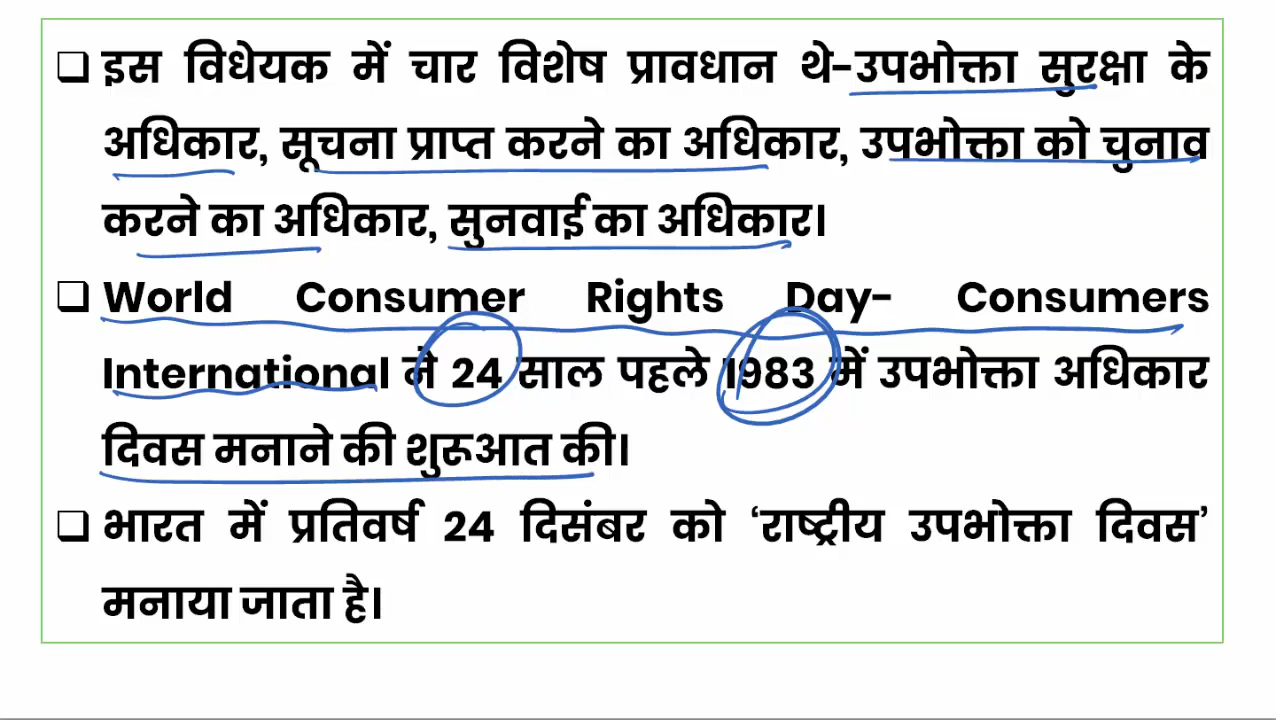 इस विधेयक में चार विशेष प्रावधान थे-उपभोक्ता सुरक्षा के
अधिकार, सूचना प्राप्त करने का अधिकार, उपभोक्ता को चुनाव
करने का अधिकार, सुनवाई का अधिकार।
World Consumer Rights Day- Consumers
International ने 24 साल पहले 1983 में उपभोक्ता अधिकार
दिवस मनाने की शुरूआत की।
भारत में प्रतिवर्ष 24 दिसंबर को ‘राष्ट्रीय उपभोक्ता दिवस’
मनाया जाता है।